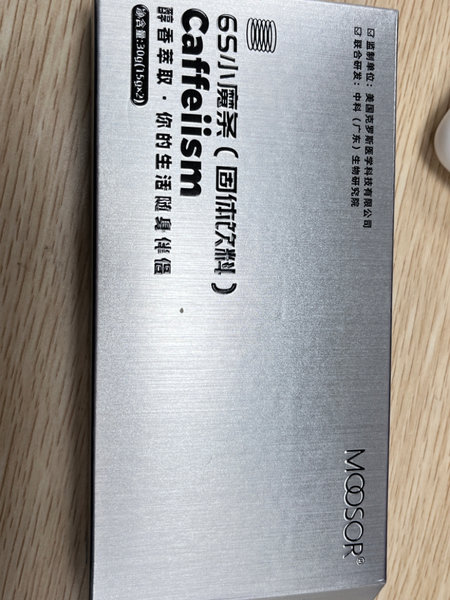 ☑ 监制单位：美国克罗斯医学科技有限公司
☑ 联合研发：中科（广东）生物研究院
6S小魔条（固体饮料）
Caffeiism
醇香萃取·你的生活随身伴侣
净含量:30g(15g×2)
MOOSOR®